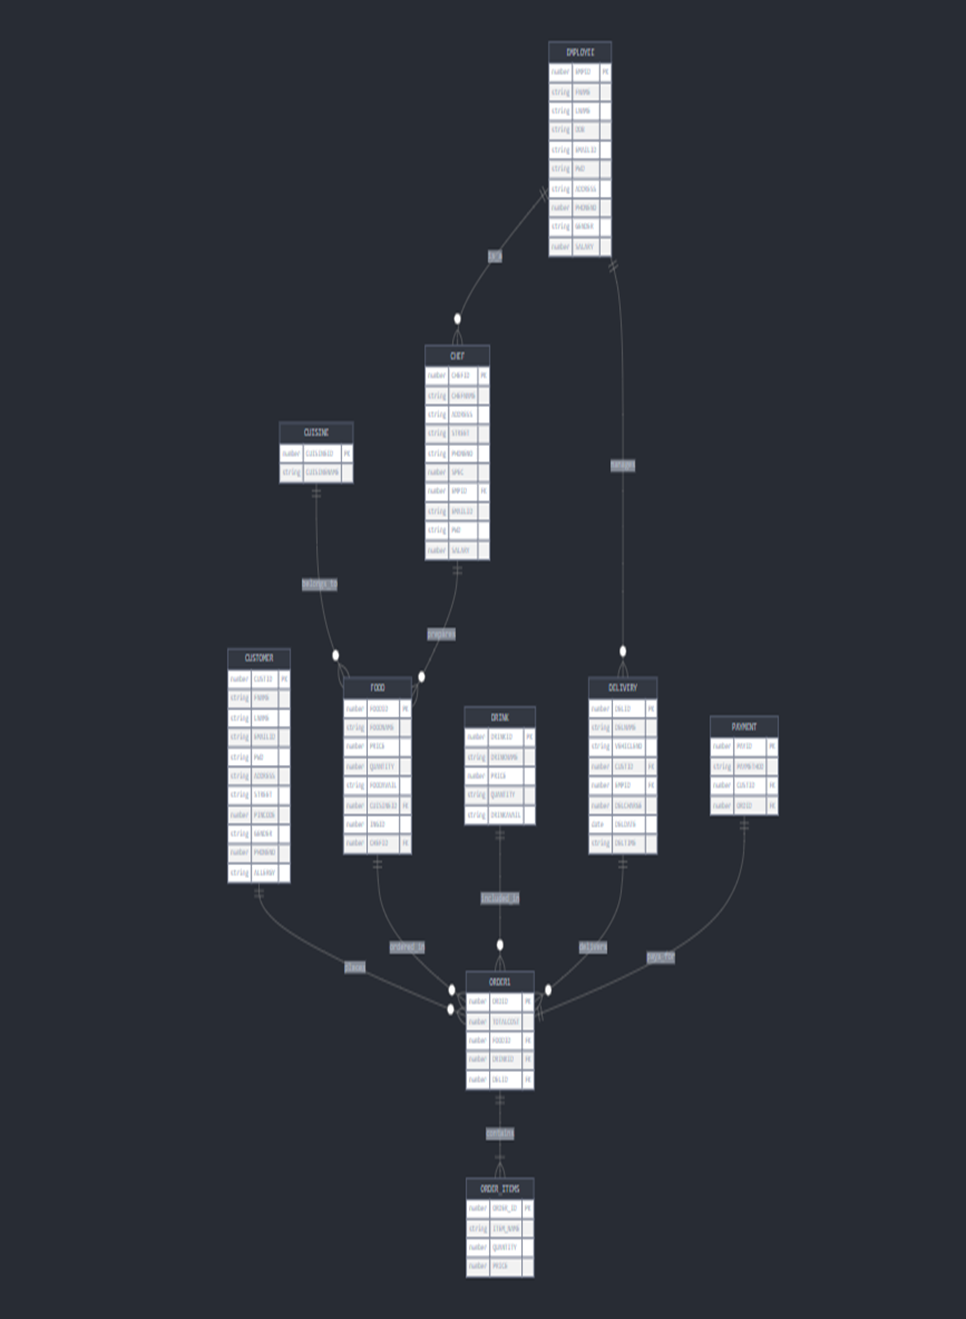 EMPLOYEE
number EMPID PK
string FNAME
string LNAME
string
string EMAILID
string PWD
string ADDRESS
number PHONENO
string GENDER
number SALARY
CHEF
number CHEFID PK
string CHEFNAME
string ADDRESS
string STREET
string PHONENO
number SPEC
number EMPID FK
string EMAILID
string PWD
number SALARY
manages
CUISINE
number CUISINEID PK
string CUISINENAME
belongs_to
prepares
CUSTOMER
number CUSTID PK
string FNAME
string LNAME
string EMAILID
string PWD
string ADDRESS
string STREET
number PINCODE
string GENDER
number PHONENO
string ALLERGY
FOOD
number FOODID PK
string FOODNAME
number PRICE
number QUANTITY
string FOODAVAIL
number CUISINEID FK
number
number CHEFID FK
DRINK
number DRINKID PK
string DRINKNAME
number PRICE
string QUANTITY
string DRINKAVAIL
DELIVERY
number DELID PK
string DELNAME
string
number CUSTID FK
number EMPID FK
number DELCHARGE
date
string DELTIME
PAYMENT
number PAYID PK
string PAYMETHOD
number CUSTID FK
number ORDID FK
included_in
ordered_in
delivers
pays_for
places
ORDER1
number ORDID PK
number TOTALCOST
number FOODID FK
number DRINKID FK
number DELID FK
contains
ORDER_ITEMS
number ORDER_ID PK
string ITEM_NAME
number QUANTITY
number PRICE